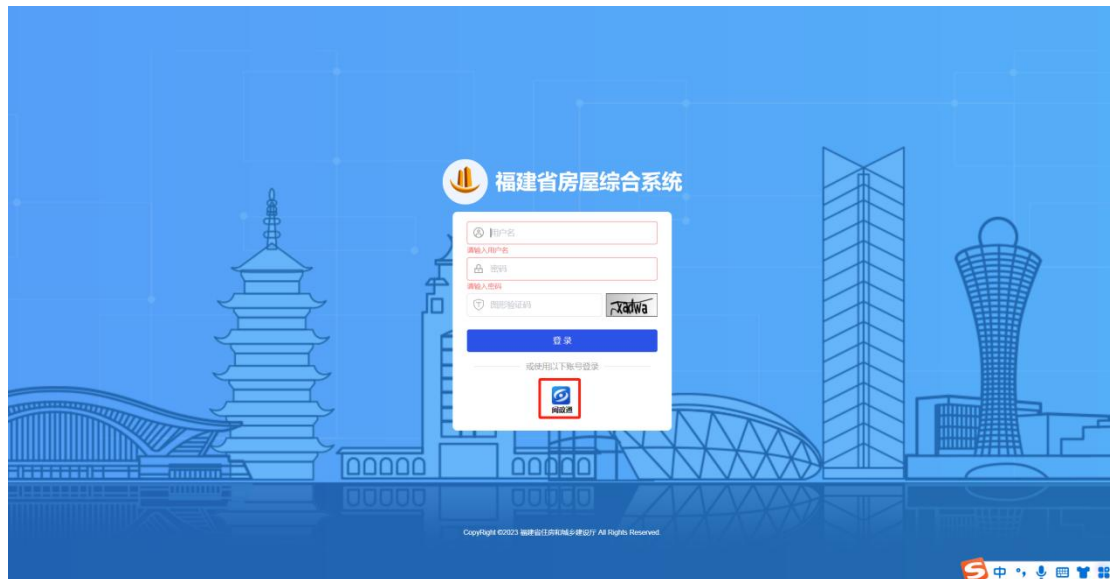 福建省房屋综合系统
用户名
请输入用户名
密码
请输入密码
图形验证码
xadwa
登录
或使用以下账号登录
闽政通
CopyRight ©2023 福建省住房和城乡建设厅 All Rights Reserved.
中